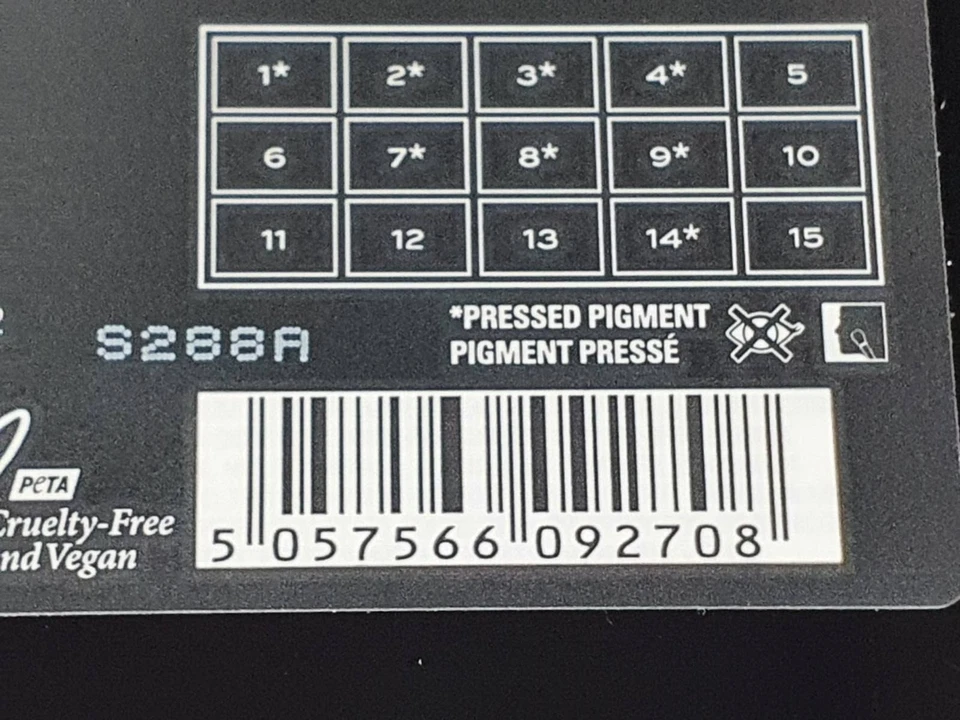 1* 2* 3* 4* 5
6 7* 8* 9* 10
11 12 13 14* 15
*PRESSED PIGMENT
PIGMENT PRESSÉ
S288A
PETA
Cruelty-Free
and Vegan
5 057566 092708